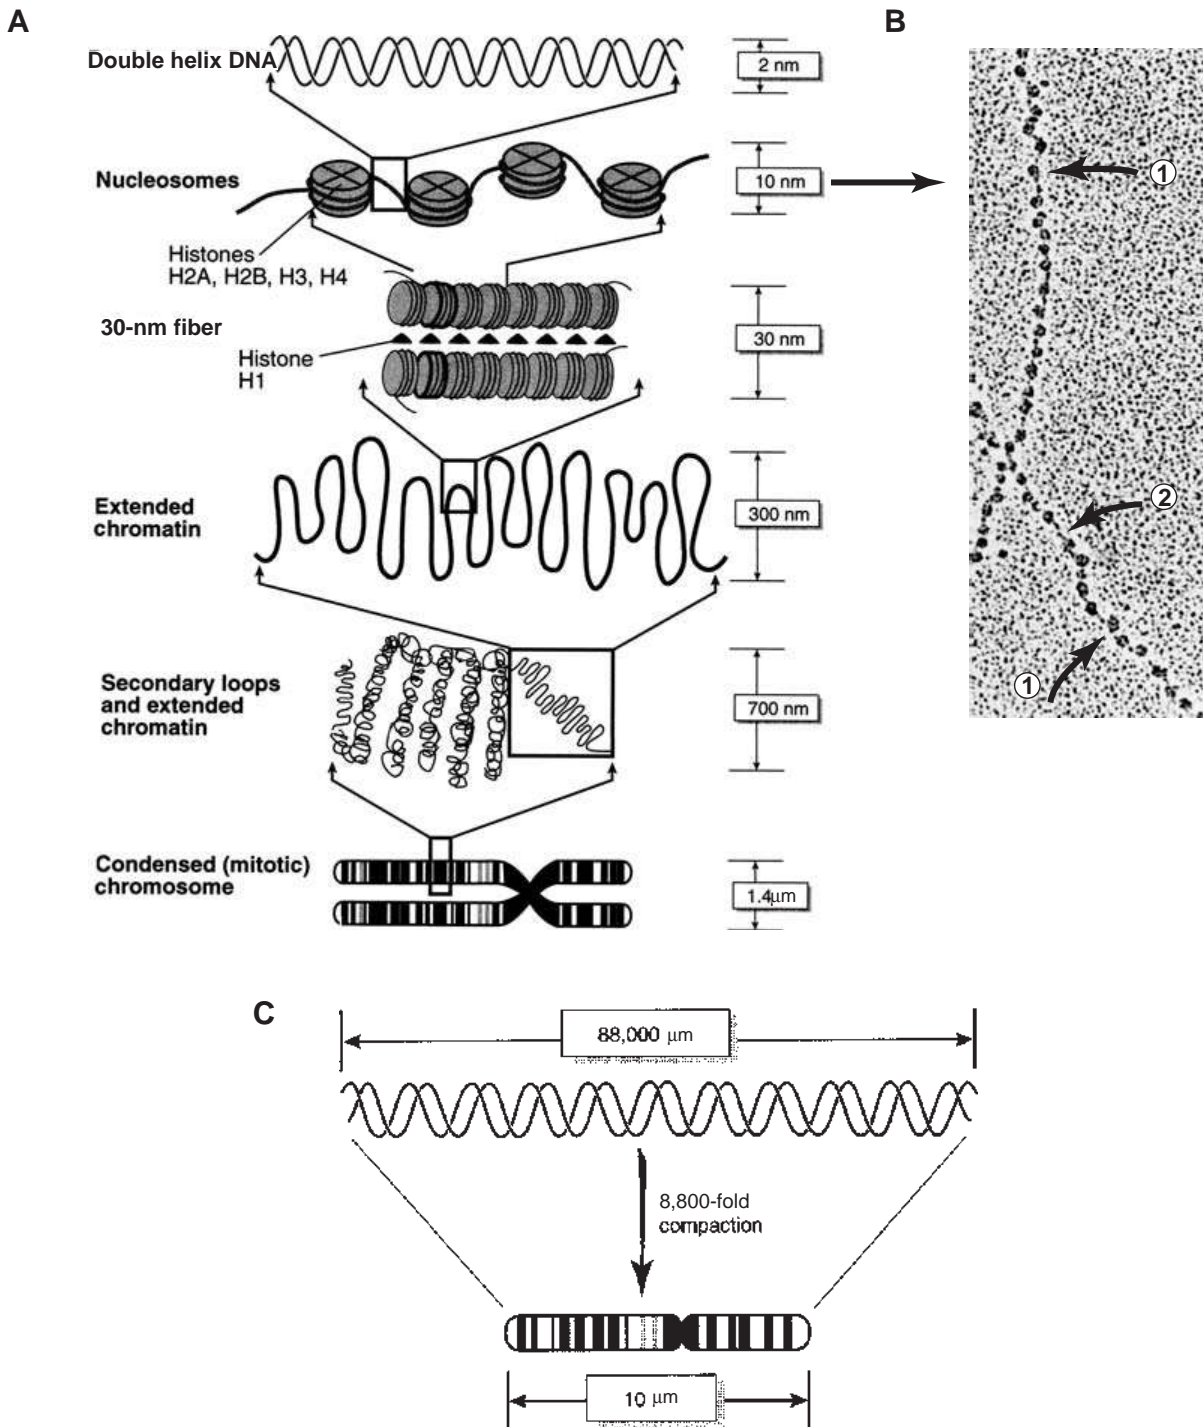 A
B
Double helix DNA
2 nm
Nucleosomes
10 nm
1
Histones
H2A, H2B, H3, H4
30-nm fiber
30 nm
Histone
H1
Extended
chromatin
300 nm
2
Secondary loops
and extended
chromatin
700 nm
1
Condensed (mitotic)
chromosome
1.4μm
C
88,000 μm
8,800-fold
compaction
10 μm